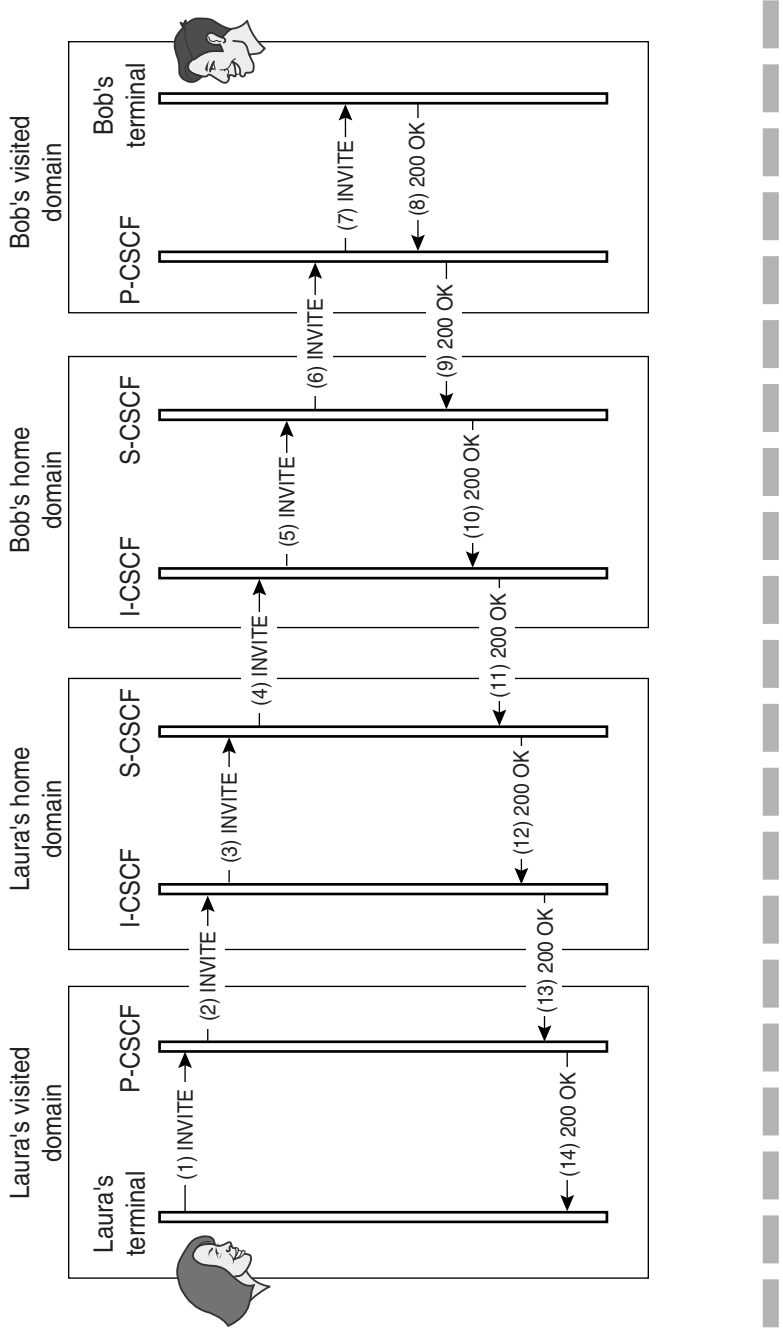 Laura's visited
domain
Laura's home
domain
Bob's home
domain
Bob's visited
domain
Laura's
terminal
P-CSCF
I-CSCF
S-CSCF
I-CSCF
S-CSCF
P-CSCF
Bob's
terminal
(1) INVITE
(2) INVITE
(3) INVITE
(4) INVITE
(5) INVITE
(6) INVITE
(7) INVITE
(8) 200 OK
(9) 200 OK
(10) 200 OK
(11) 200 OK
(12) 200 OK
(13) 200 OK
(14) 200 OK